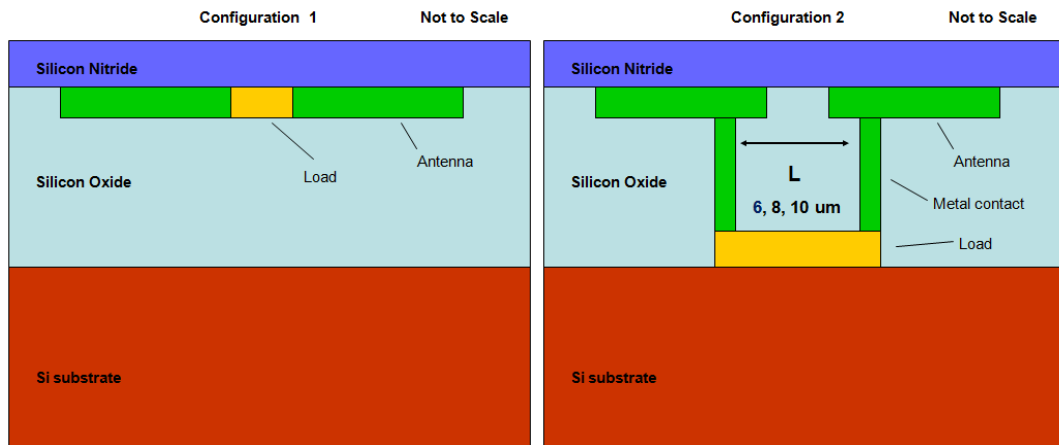 Configuration 1
Not to Scale
Silicon Nitride
Load
Antenna
Silicon Oxide
Si substrate
Configuration 2
Not to Scale
Silicon Nitride
Antenna
L
Silicon Oxide
Metal contact
6, 8, 10 um
Load
Si substrate